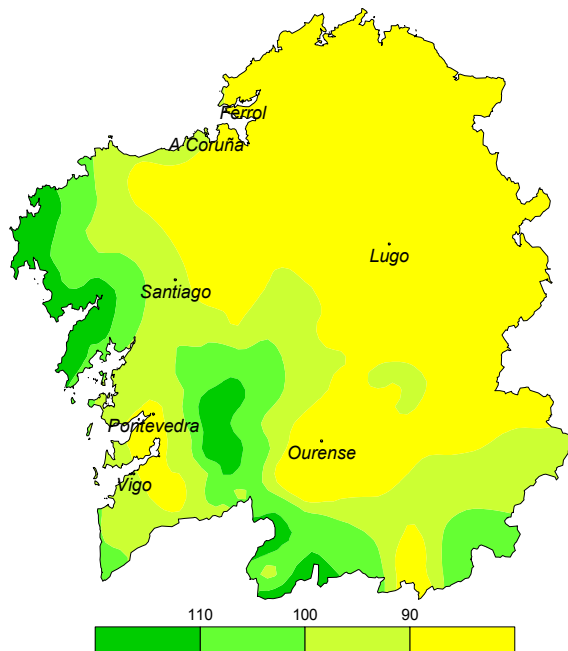 Ferrol
A Coruña
Lugo
Santiago
Pontevedra
Ourense
Vigo
110 100 90